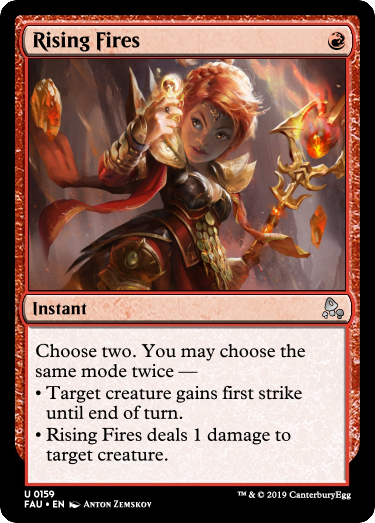 Rising Fires
Instant
Choose two. You may choose the
same mode twice —
• Target creature gains first strike
until end of turn.
• Rising Fires deals 1 damage to
target creature.
U 0159
™ & © 2019 CanterburyEgg
FAU • EN Anton Zemskov